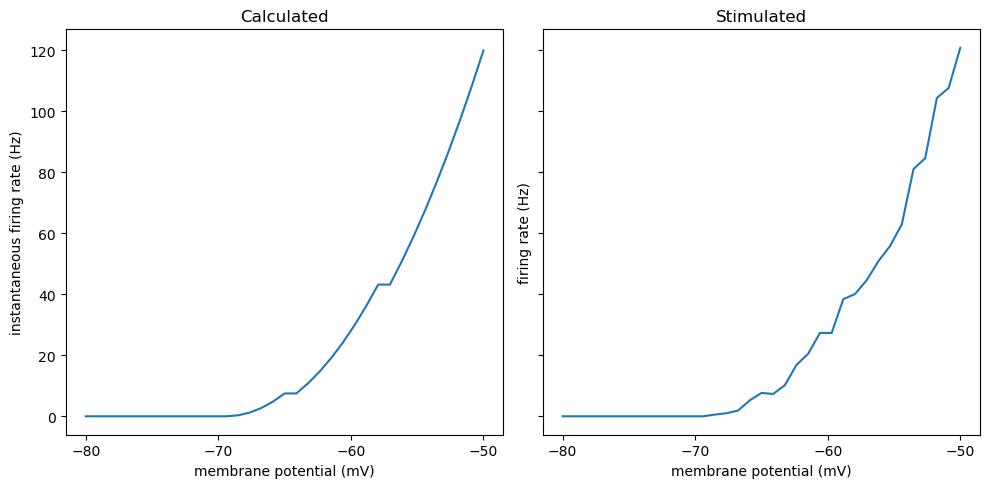 Calculated
instantaneous firing rate (Hz)
120
100
80
60
40
20
0
−80
−70
−60
−50
membrane potential (mV)
Stimulated
firing rate (Hz)
−80
−70
−60
−50
membrane potential (mV)